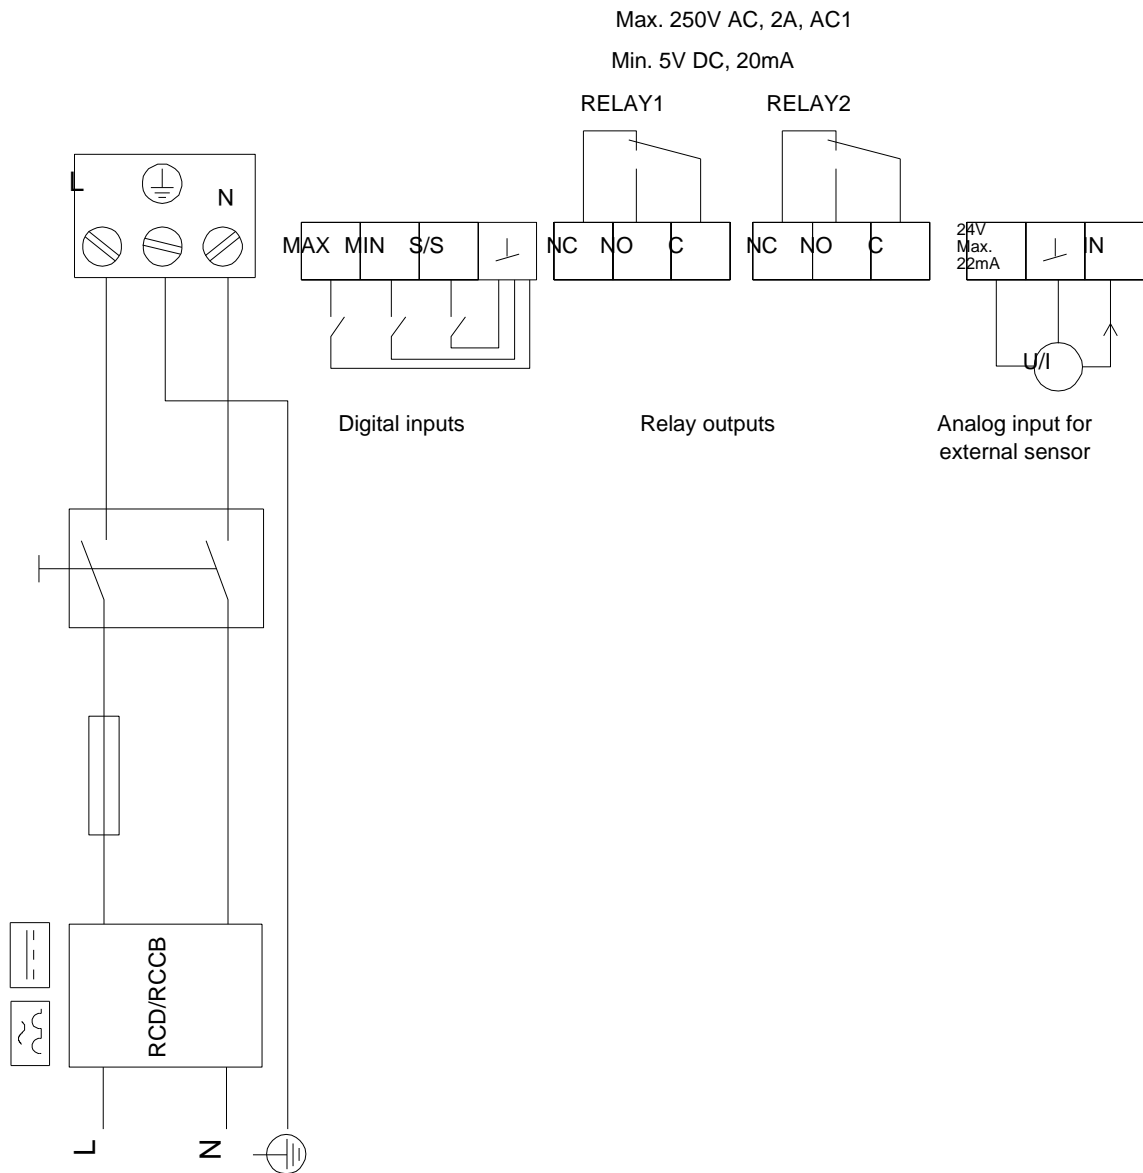 Max. 250V AC, 2A, AC1
Min. 5V DC, 20mA
RELAY1
RELAY2
L
N
MAX
MIN
S/S
NC
NO
C
NC
NO
C
24V
Max.
22mA
IN
U/I
Digital inputs
Relay outputs
Analog input for
external sensor
RCD/RCCB
L
N